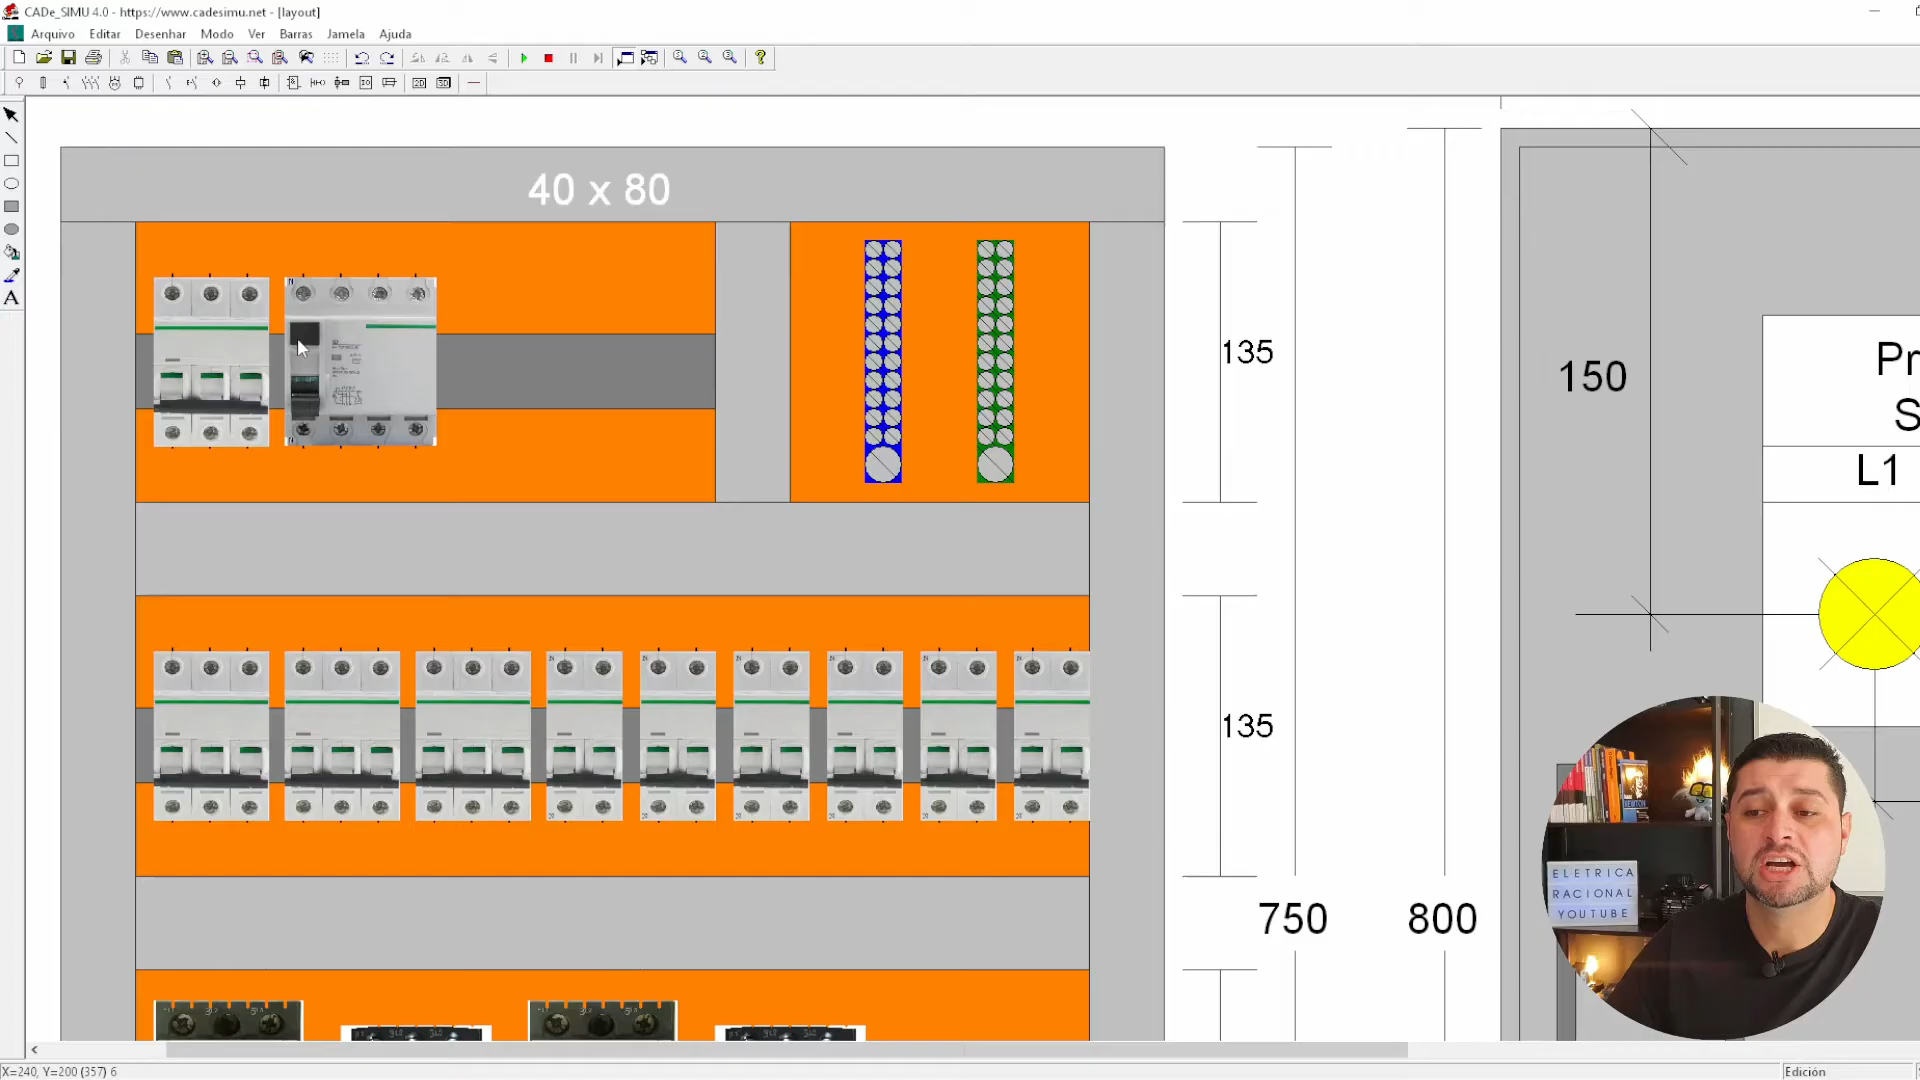 CADe_SIMU 4.0 - https://www.cadesimu.net - [layout]
Arquivo Editar Desenhar Modo Ver Barras Jamela Ajuda
40 x 80
135
150
L1
135
750
800
ELETRICA
RACIONAL
YOUTUBE
NEWTON
X=240, Y=200 (357) 6
Edición